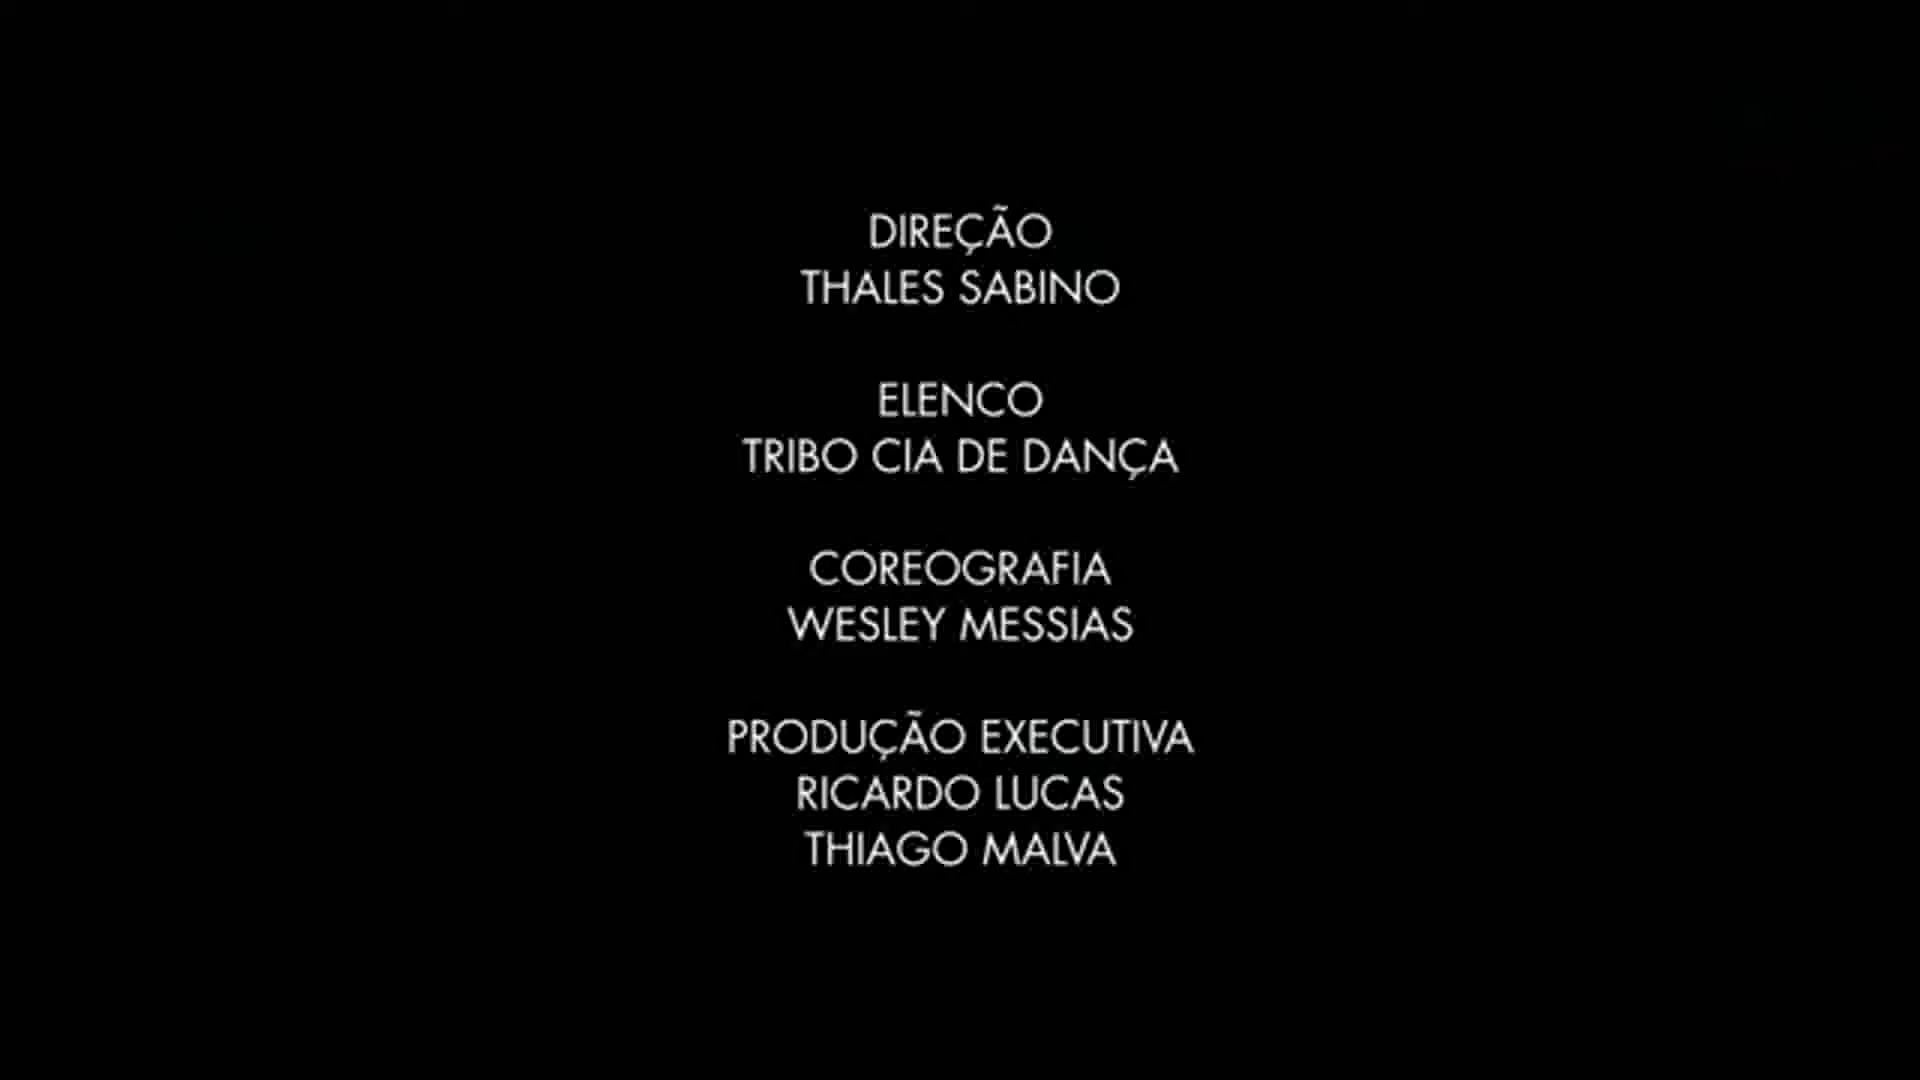 DIREÇÃO
THALES SABINO
ELENCO
TRIBO CIA DE DANÇA
COREOGRAFIA
WESLEY MESSIAS
PRODUÇÃO EXECUTIVA
RICARDO LUCAS
THIAGO MALVA